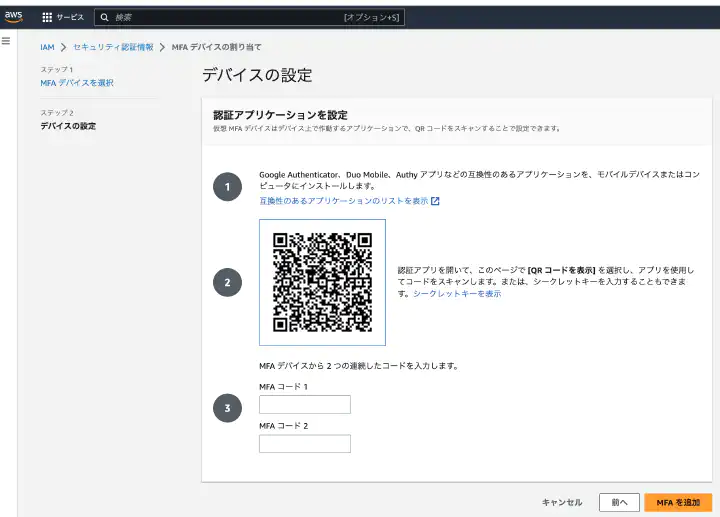 aws
サービス
検索
[オプション+S]
IAM
セキュリティ認証情報
MFA デバイスの割り当て
ステップ 1
MFA デバイスを選択
ステップ 2
デバイスの設定
デバイスの設定
認証アプリケーションを設定
仮想 MFA デバイスはデバイス上で作動するアプリケーションで、QR コードをスキャンすることで設定できます。
1
Google Authenticator、Duo Mobile、Authy アプリなどの互換性のあるアプリケーションを、モバイルデバイスまたはコン
ピュータにインストールします。
互換性のあるアプリケーションのリストを表示
2
認証アプリを開いて、このページで [QR コードを表示] を選択し、アプリを使用し
てコードをスキャンします。または、シークレットキーを入力することもできま
す。シークレットキーを表示
MFA デバイスから 2 つの連続したコードを入力します。
3
MFA コード 1
MFA コード 2
キャンセル
前へ
MFA を追加